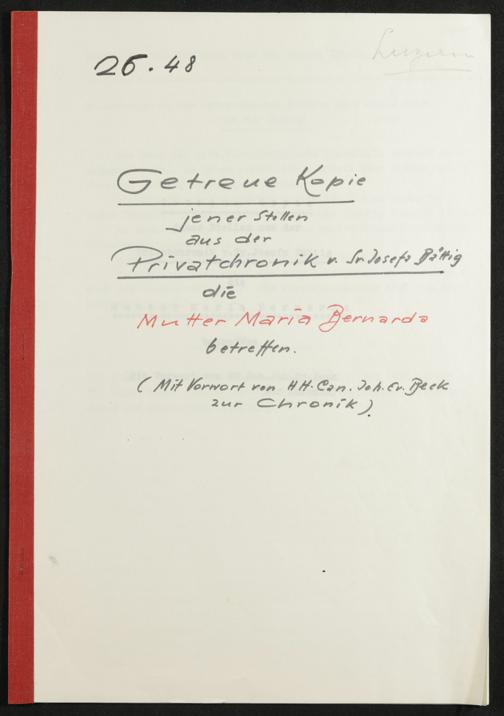 26.48
Luzern
Getreue Kopie
jener Stellen
aus der
Privatchronik v. Sr. Josefa Bättig
die
Mutter Maria Bernarda
betreffen.
(Mit Vorwort von HH. Can. Joh. Ev. Beck
zur Chronik).